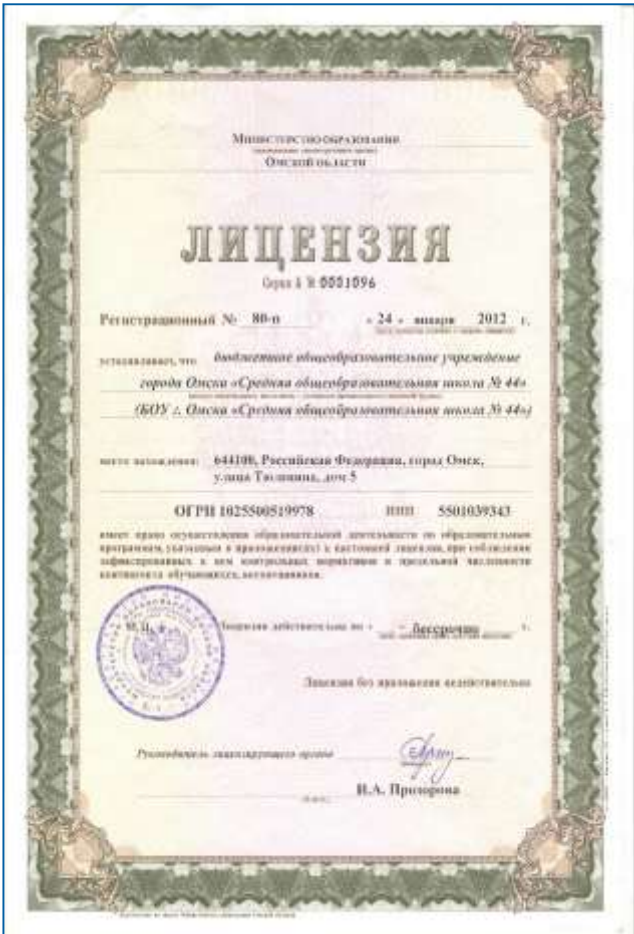 Министерство образования
Омской области
ЛИЦЕНЗИЯ
Серия А № 0001096
Регистрационный № 80-п « 24 » января 2012 г.
устанавливает, что бюджетное общеобразовательное учреждение
города Омска «Средняя общеобразовательная школа № 44»
(БОУ г. Омска «Средняя общеобразовательная школа № 44»)
место нахождения: 644100, Российская Федерация, город Омск,
улица дом 5
ОГРН 1025500519978 ИНН 5501039343
имеет право осуществления образовательной деятельности по образовательным
программам, указанным в приложении(ях) к настоящей лицензии, при соблюдении
зафиксированных в нем контрольных нормативов и предельной численности
контингента обучающихся, воспитанников.
М.П. Лицензия действительна по « – бессрочно г.
Лицензия без приложения недействительна
Руководитель лицензирующего органа
И.А. Прозорова